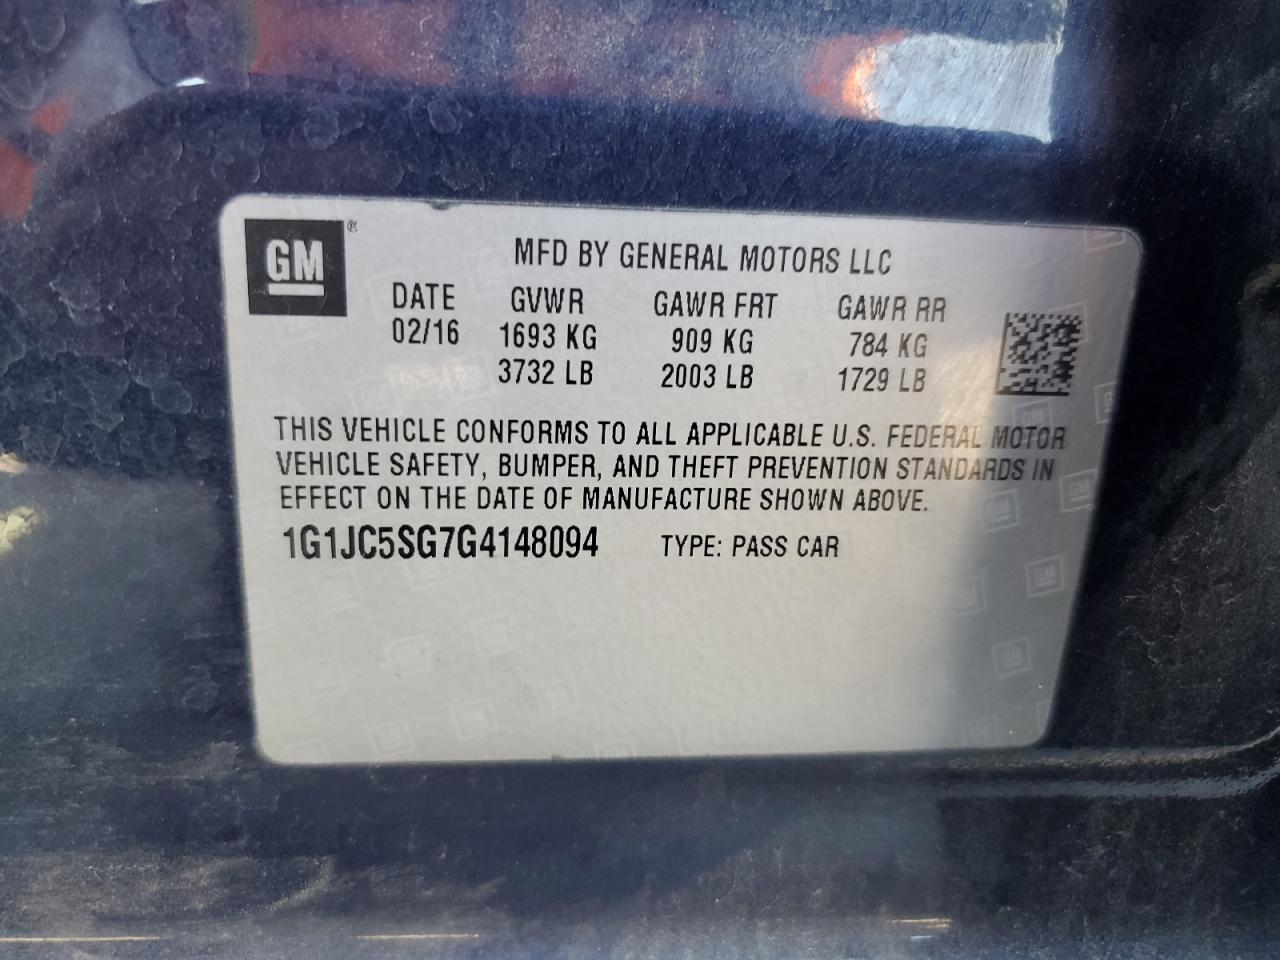 GM®
MFD BY GENERAL MOTORS LLC
DATE GVWR GAWR FRT GAWR RR
02/16 1693 KG 909 KG 784 KG
3732 LB 2003 LB 1729 LB
THIS VEHICLE CONFORMS TO ALL APPLICABLE U.S. FEDERAL MOTOR
VEHICLE SAFETY, BUMPER, AND THEFT PREVENTION STANDARDS IN
EFFECT ON THE DATE OF MANUFACTURE SHOWN ABOVE.
1G1JC5SG7G4148094 TYPE: PASS CAR